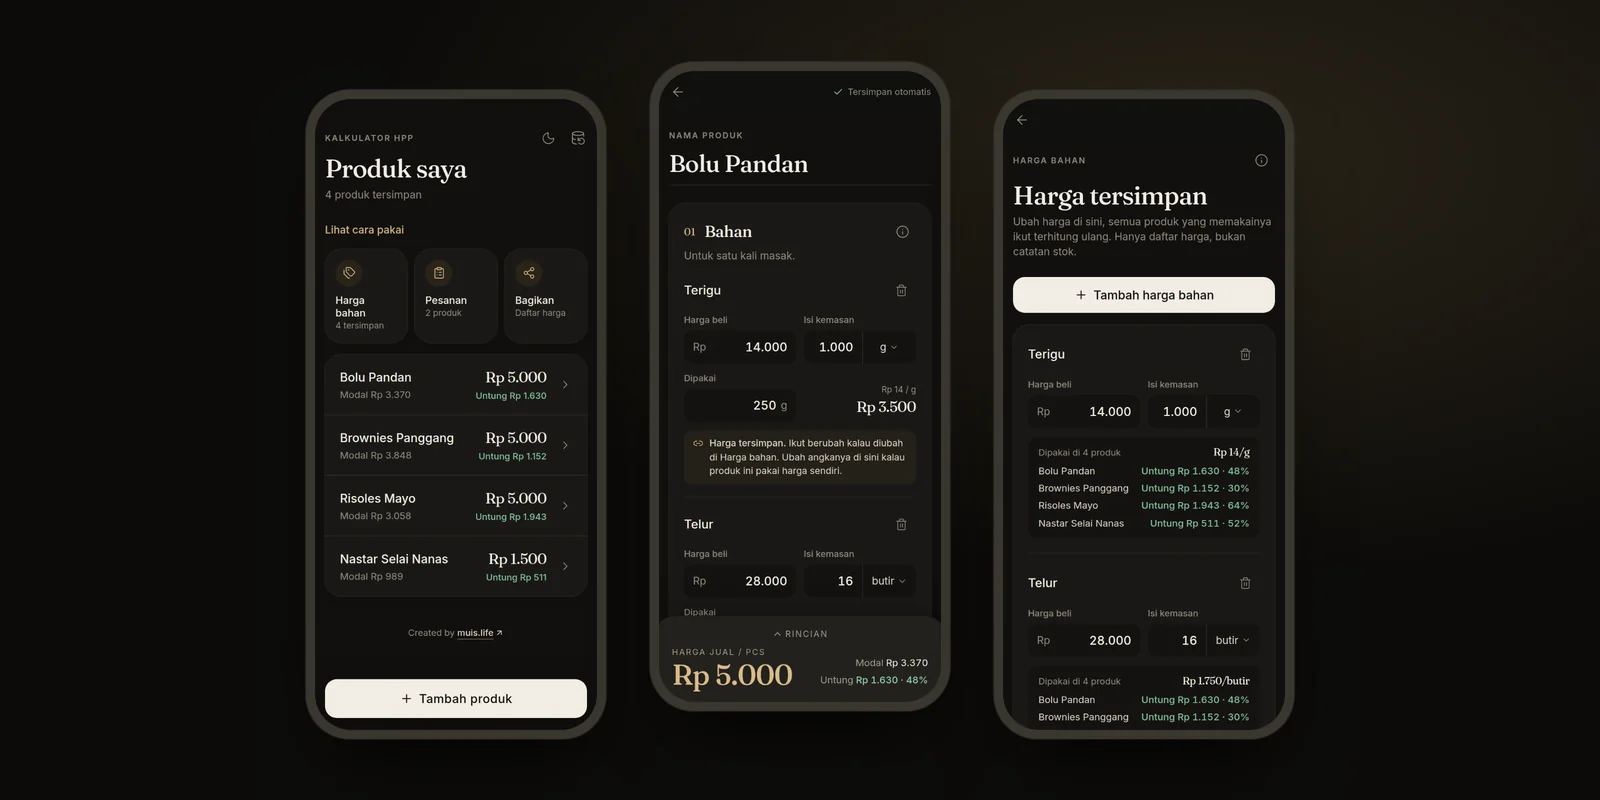 KALKULATOR HPP
Produk saya
4 produk tersimpan
Lihat cara pakai
Harga
bahan
4 tersimpan
Pesanan
2 produk
Bagikan
Daftar harga
Bolu Pandan Rp 5.000
Modal Rp 3.370 Untung Rp 1.630
Brownies Panggang Rp 5.000
Modal Rp 3.848 Untung Rp 1.152
Risoles Mayo Rp 5.000
Modal Rp 3.058 Untung Rp 1.943
Nastar Selai Nanas Rp 1.500
Modal Rp 989 Untung Rp 511
Created by muis.life ↗
+ Tambah produk
Tersimpan otomatis
NAMA PRODUK
Bolu Pandan
01 Bahan
Untuk satu kali masak.
Terigu
Harga beli Isi kemasan
Rp 14.000 1.000 g
Dipakai
Rp 14 / g
250 g Rp 3.500
Harga tersimpan. Ikut berubah kalau diubah
di Harga bahan. Ubah angkanya di sini kalau
produk ini pakai harga sendiri.
Telur
Harga beli Isi kemasan
Rp 28.000 16 butir
Dipakai
RINCIAN
HARGA JUAL / PCS
Rp 5.000
Modal Rp 3.370
Untung Rp 1.630 · 48%
HARGA BAHAN
Harga tersimpan
Ubah harga di sini, semua produk yang memakainya
ikut terhitung ulang. Hanya daftar harga, bukan
catatan stok.
+ Tambah harga bahan
Terigu
Harga beli Isi kemasan
Rp 14.000 1.000 g
Dipakai di 4 produk Rp 14/g
Bolu Pandan Untung Rp 1.630 · 48%
Brownies Panggang Untung Rp 1.152 · 30%
Risoles Mayo Untung Rp 1.943 · 64%
Nastar Selai Nanas Untung Rp 511 · 52%
Telur
Harga beli Isi kemasan
Rp 28.000 16 butir
Dipakai di 4 produk Rp 1.750/butir
Bolu Pandan Untung Rp 1.630 · 48%
Brownies Panggang Untung Rp 1.152 · 30%